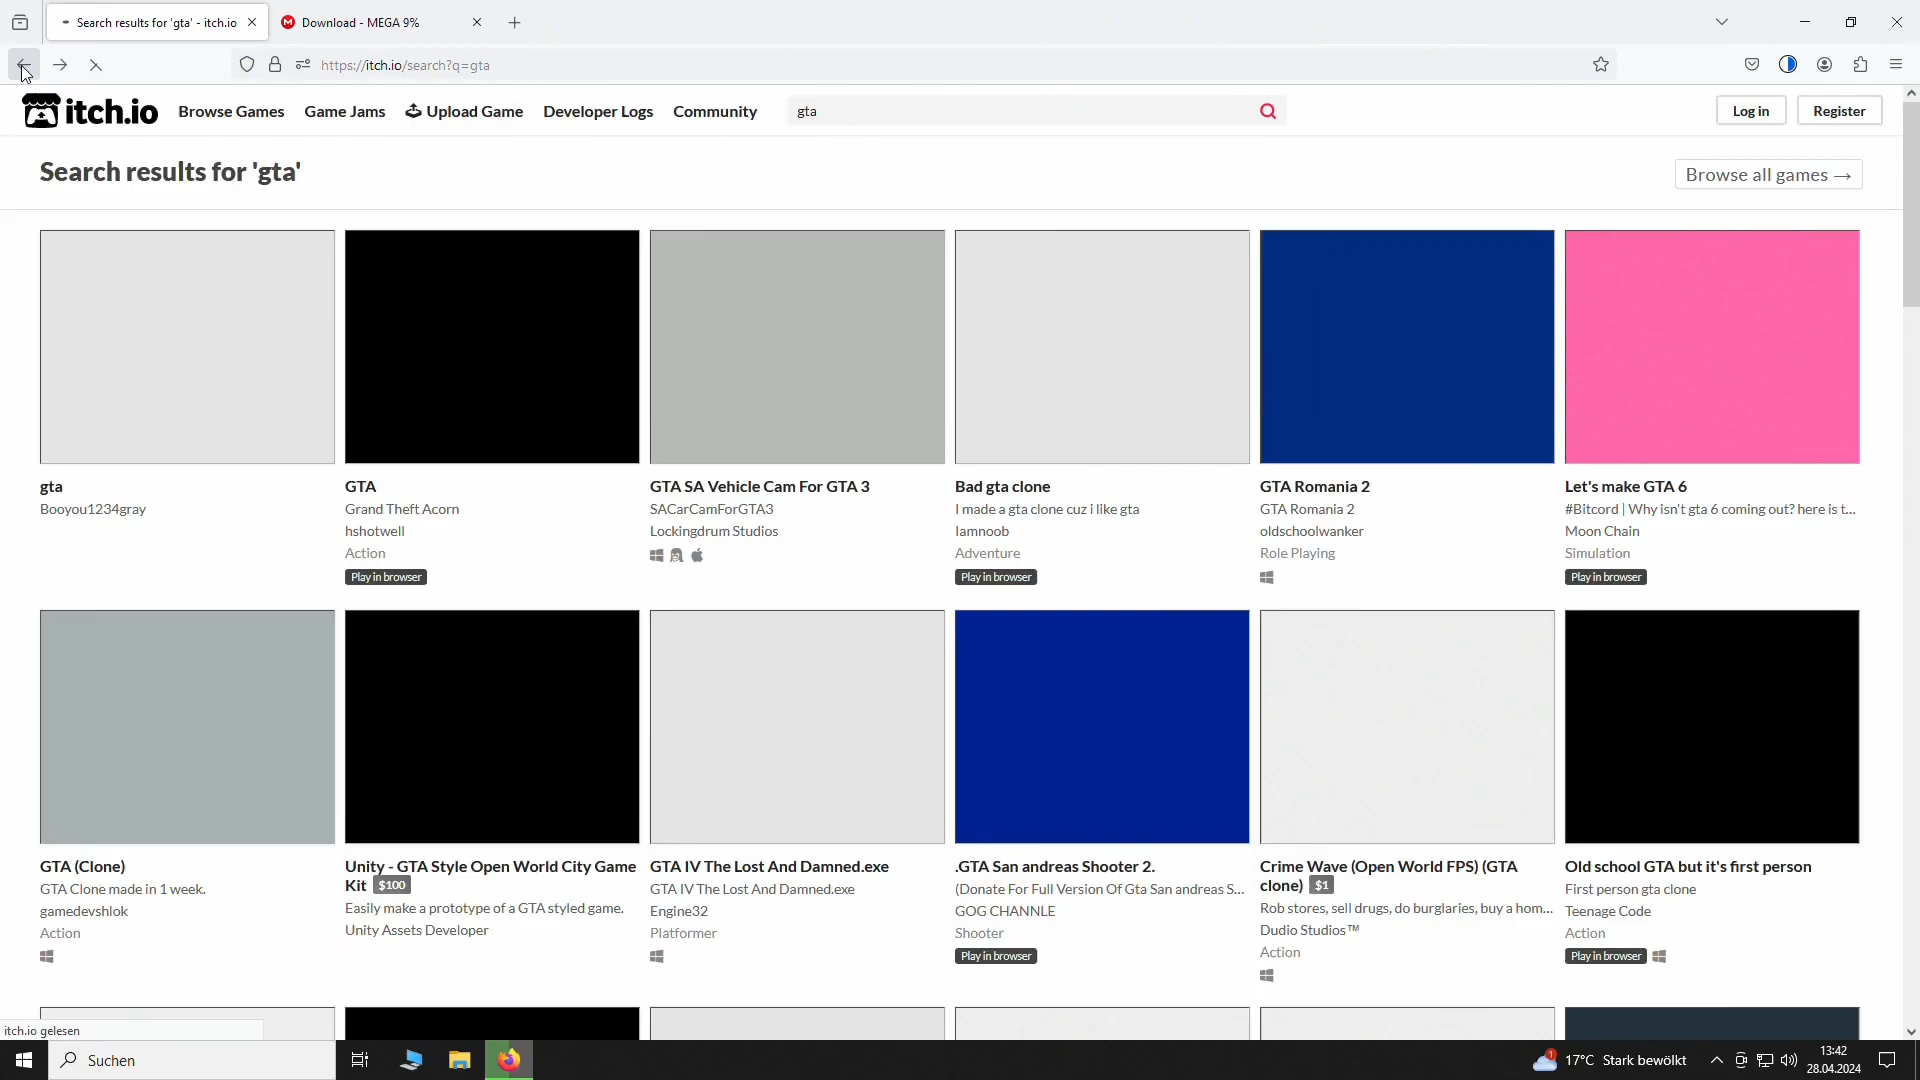 Search results for 'gta' - itch.io
Download - MEGA 9%
https://itch.io/search?q=gta
itch.io
Browse Games
Game Jams
Upload Game
Developer Logs
Community
gta
Log in
Register
Search results for 'gta'
Browse all games →
gta
Booyou1234gray
GTA
Grand Theft Acorn
hshotwell
Action
Play in browser
GTA SA Vehicle Cam For GTA 3
SACarCamForGTA3
Lockingdrum Studios
Bad gta clone
I made a gta clone cuz i like gta
Iamnoob
Adventure
Play in browser
GTA Romania 2
GTA Romania 2
oldschoolwanker
Role Playing
Let's make GTA 6
#Bitcord | Why isn't gta 6 coming out? here is t...
Moon Chain
Simulation
Play in browser
GTA (Clone)
GTA Clone made in 1 week.
gamedevshlok
Action
Unity - GTA Style Open World City Game
Kit $100
Easily make a prototype of a GTA styled game.
Unity Assets Developer
GTA IV The Lost And Damned.exe
GTA IV The Lost And Damned.exe
Engine32
Platformer
.GTA San andreas Shooter 2.
(Donate For Full Version Of Gta San andreas S...
GOG CHANNLE
Shooter
Play in browser
Crime Wave (Open World FPS) (GTA
clone) $1
Rob stores, sell drugs, do burglaries, buy a hom...
Dudio Studios™
Action
Old school GTA but it's first person
First person gta clone
Teenage Code
Action
Play in browser
itch.io gelesen
Suchen
1
17°C Stark bewölkt
13:42
28.04.2024